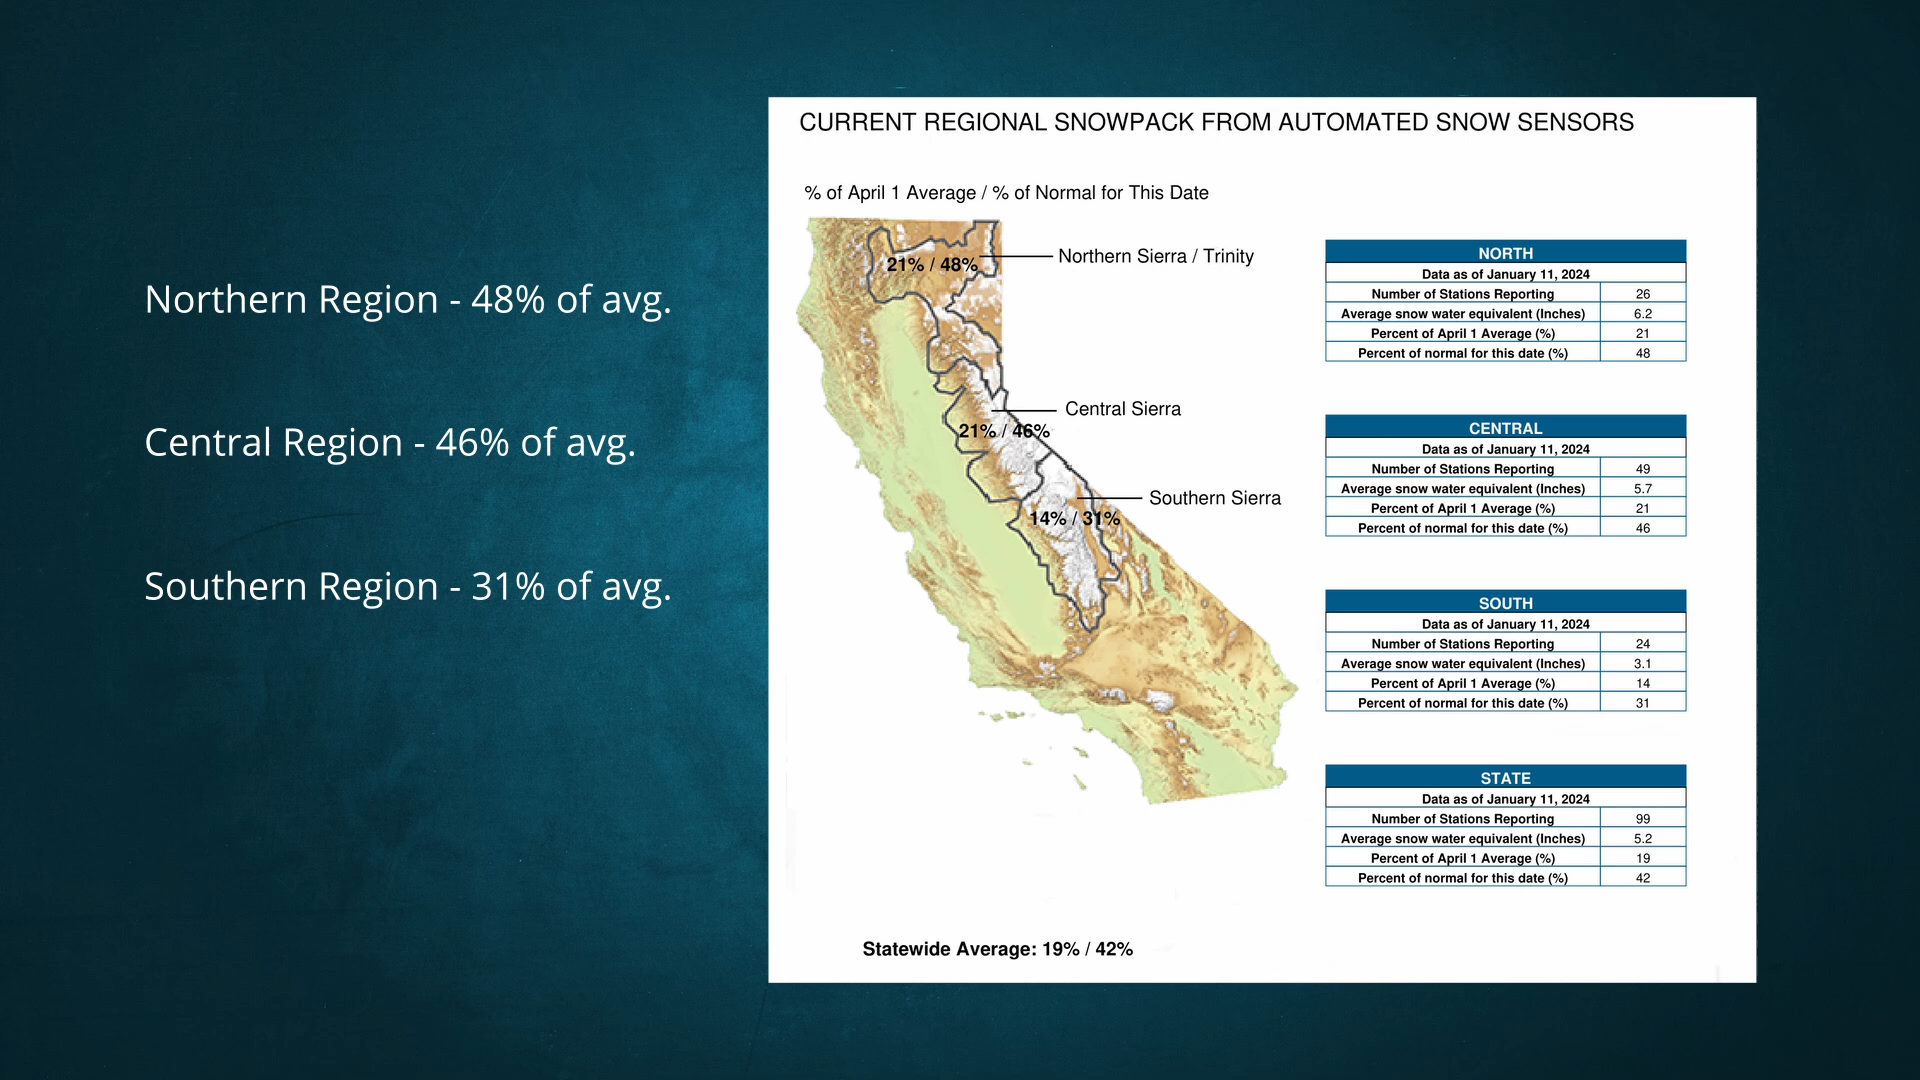 Northern Region - 48% of avg.
Central Region - 46% of avg.
Southern Region - 31% of avg.
CURRENT REGIONAL SNOWPACK FROM AUTOMATED SNOW SENSORS
% of April 1 Average / % of Normal for This Date
21% / 48%
Northern Sierra / Trinity
Central Sierra
21% / 46%
Southern Sierra
14% / 31%
Statewide Average: 19% / 42%
NORTH
Data as of January 11, 2024
Number of Stations Reporting 26
Average snow water equivalent (Inches) 6.2
Percent of April 1 Average (%) 21
Percent of normal for this date (%) 48
CENTRAL
Data as of January 11, 2024
Number of Stations Reporting 49
Average snow water equivalent (Inches) 5.7
Percent of April 1 Average (%) 21
Percent of normal for this date (%) 46
SOUTH
Data as of January 11, 2024
Number of Stations Reporting 24
Average snow water equivalent (Inches) 3.1
Percent of April 1 Average (%) 14
Percent of normal for this date (%) 31
STATE
Data as of January 11, 2024
Number of Stations Reporting 99
Average snow water equivalent (Inches) 5.2
Percent of April 1 Average (%) 19
Percent of normal for this date (%) 42